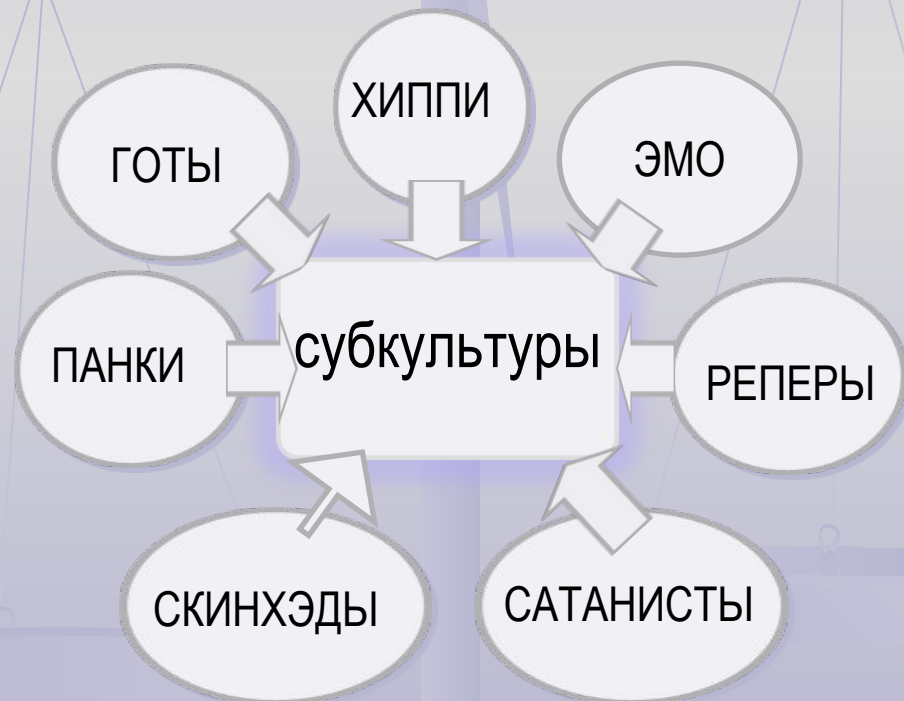 ХИППИ
ГОТЫ
ЭМО
субкультуры
ПАНКИ
РЕПЕРЫ
СКИНХЭДЫ
САТАНИСТЫ